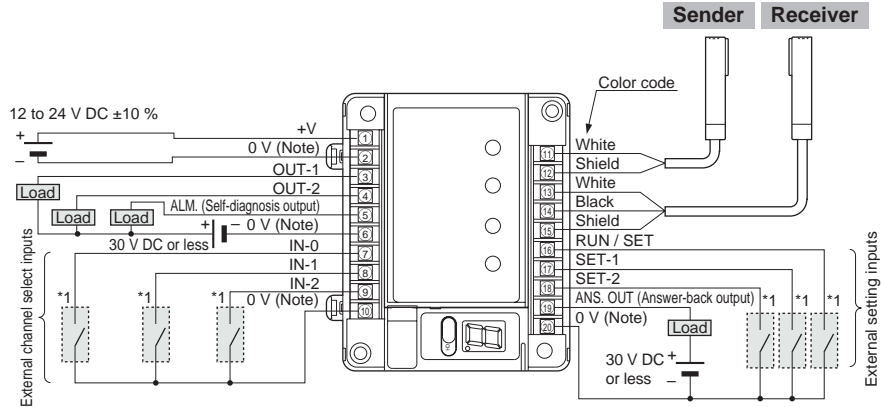 Sender Receiver
Color code
12 to 24 V DC ±10 %
+
–
+V
0 V (Note)
OUT-1
OUT-2
ALM. (Self-diagnosis output)
0 V (Note)
IN-0
IN-1
IN-2
0 V (Note)
Load
Load
Load
+ –
30 V DC or less
External channel select inputs
*1
*1
*1
1
2
3
4
5
6
7
8
9
10
11
12
13
14
15
16
17
18
19
20
White
Shield
White
Black
Shield
RUN / SET
SET-1
SET-2
ANS. OUT (Answer-back output)
0 V (Note)
Load
30 V DC
or less
+
–
*1
*1
*1
External setting inputs